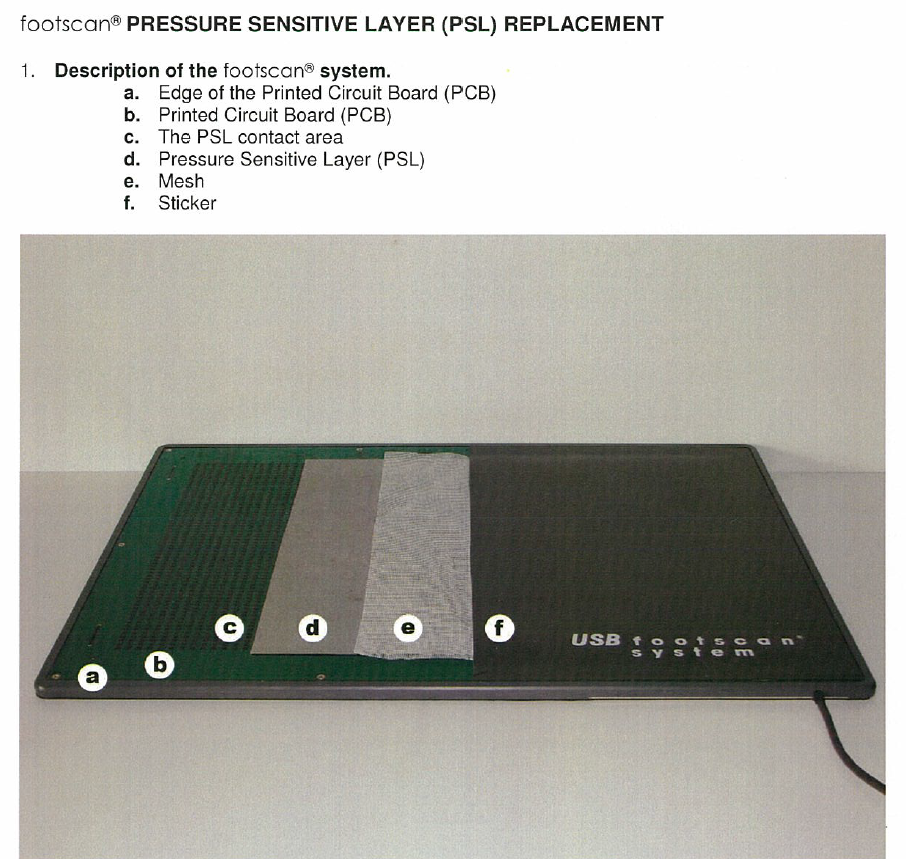 footscan® PRESSURE SENSITIVE LAYER (PSL) REPLACEMENT
1. Description of the footscan® system.
a. Edge of the Printed Circuit Board (PCB)
b. Printed Circuit Board (PCB)
c. The PSL contact area
d. Pressure Sensitive Layer (PSL)
e. Mesh
f. Sticker
c d e f
USB footscan®
system
b
a